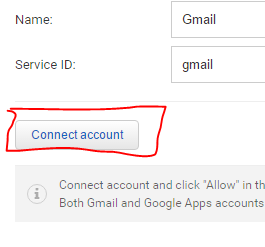 Name:
Gmail
Service ID:
gmail
Connect account
Connect account and click "Allow" in th
Both Gmail and Google Apps accounts